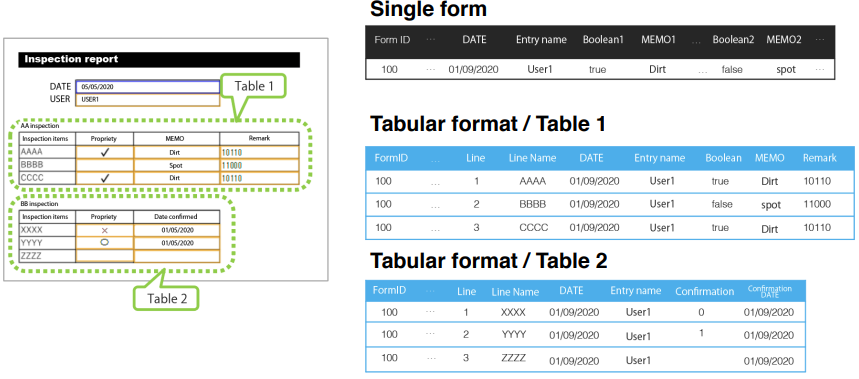 Inspection report
DATE 05/05/2020
USER USER1
Table 1
AA inspection
Inspection items Propriety MEMO Remark
AAAA ✓ Dirt 10110
BBBB Spot 11000
CCCC ✓ Dirt 10110
BB inspection
Inspection items Propriety Date confirmed
XXXX × 01/05/2020
YYYY O 01/05/2020
ZZZZ
Table 2
Single form
Form ID ... DATE Entry name Boolean1 MEMO1 ... Boolean2 MEMO2 ...
100 ... 01/09/2020 User1 true Dirt ... false spot ...
Tabular format / Table 1
FormID ... Line Line Name DATE Entry name Boolean MEMO Remark
100 ... 1 AAAA 01/09/2020 User1 true Dirt 10110
100 ... 2 BBBB 01/09/2020 User1 false spot 11000
100 ... 3 CCCC 01/09/2020 User1 true Dirt 10110
Tabular format / Table 2
FormID ... Line Line Name DATE Entry name Confirmation Confirmation DATE
100 ... 1 XXXX 01/09/2020 User1 0 01/09/2020
100 ... 2 YYYY 01/09/2020 User1 1 01/09/2020
100 ... 3 ZZZZ 01/09/2020 User1 01/09/2020